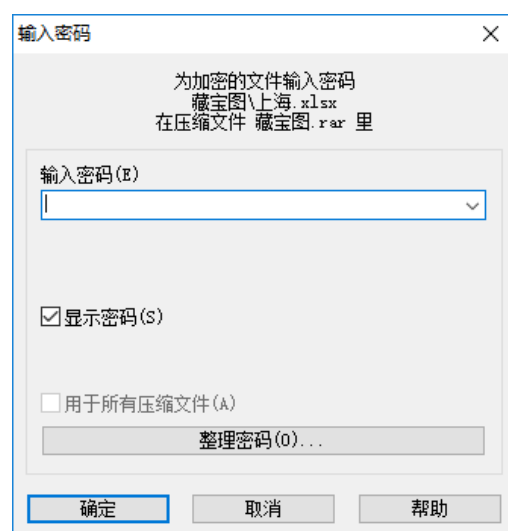 输入密码
为加密的文件输入密码
藏宝图\上海.xlsx
在压缩文件 藏宝图.rar 里
输入密码(E)
显示密码(S)
用于所有压缩文件(A)
整理密码(O)...
确定
取消
帮助